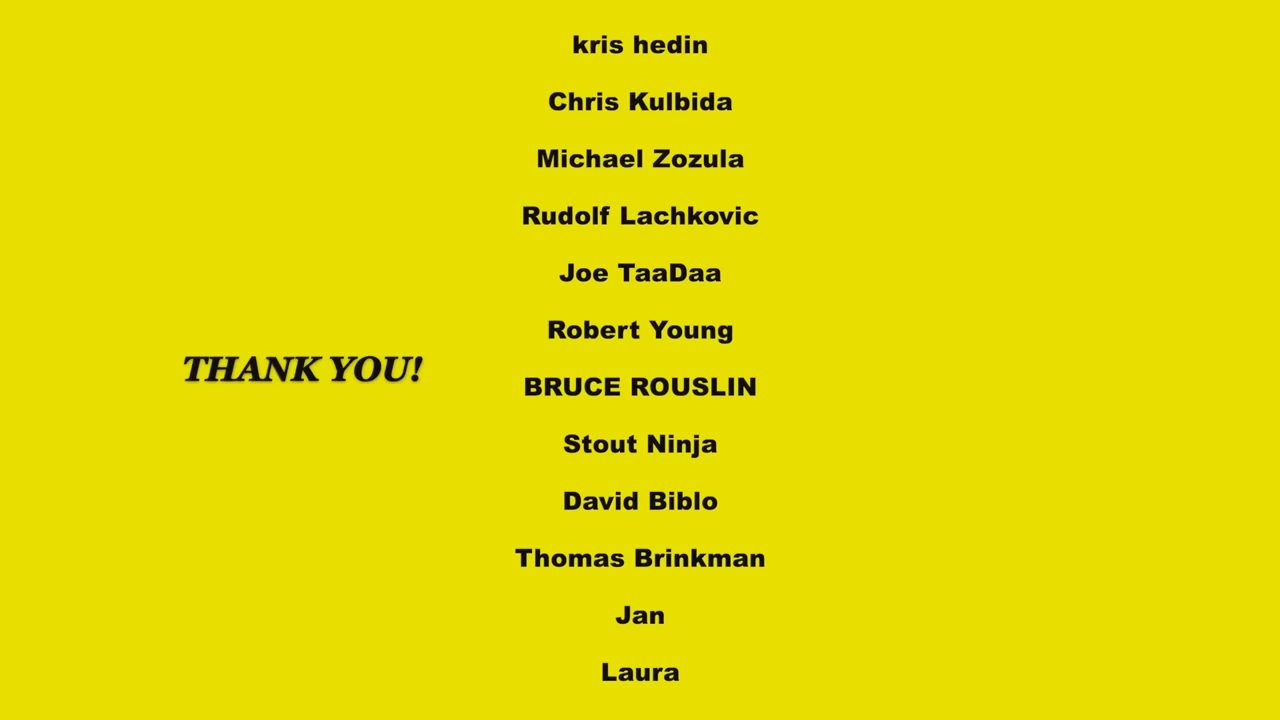 kris hedin
Chris Kulbida
Michael Zozula
Rudolf Lachkovic
Joe TaaDaa
Robert Young
THANK YOU!
BRUCE ROUSLIN
Stout Ninja
David Biblo
Thomas Brinkman
Jan
Laura